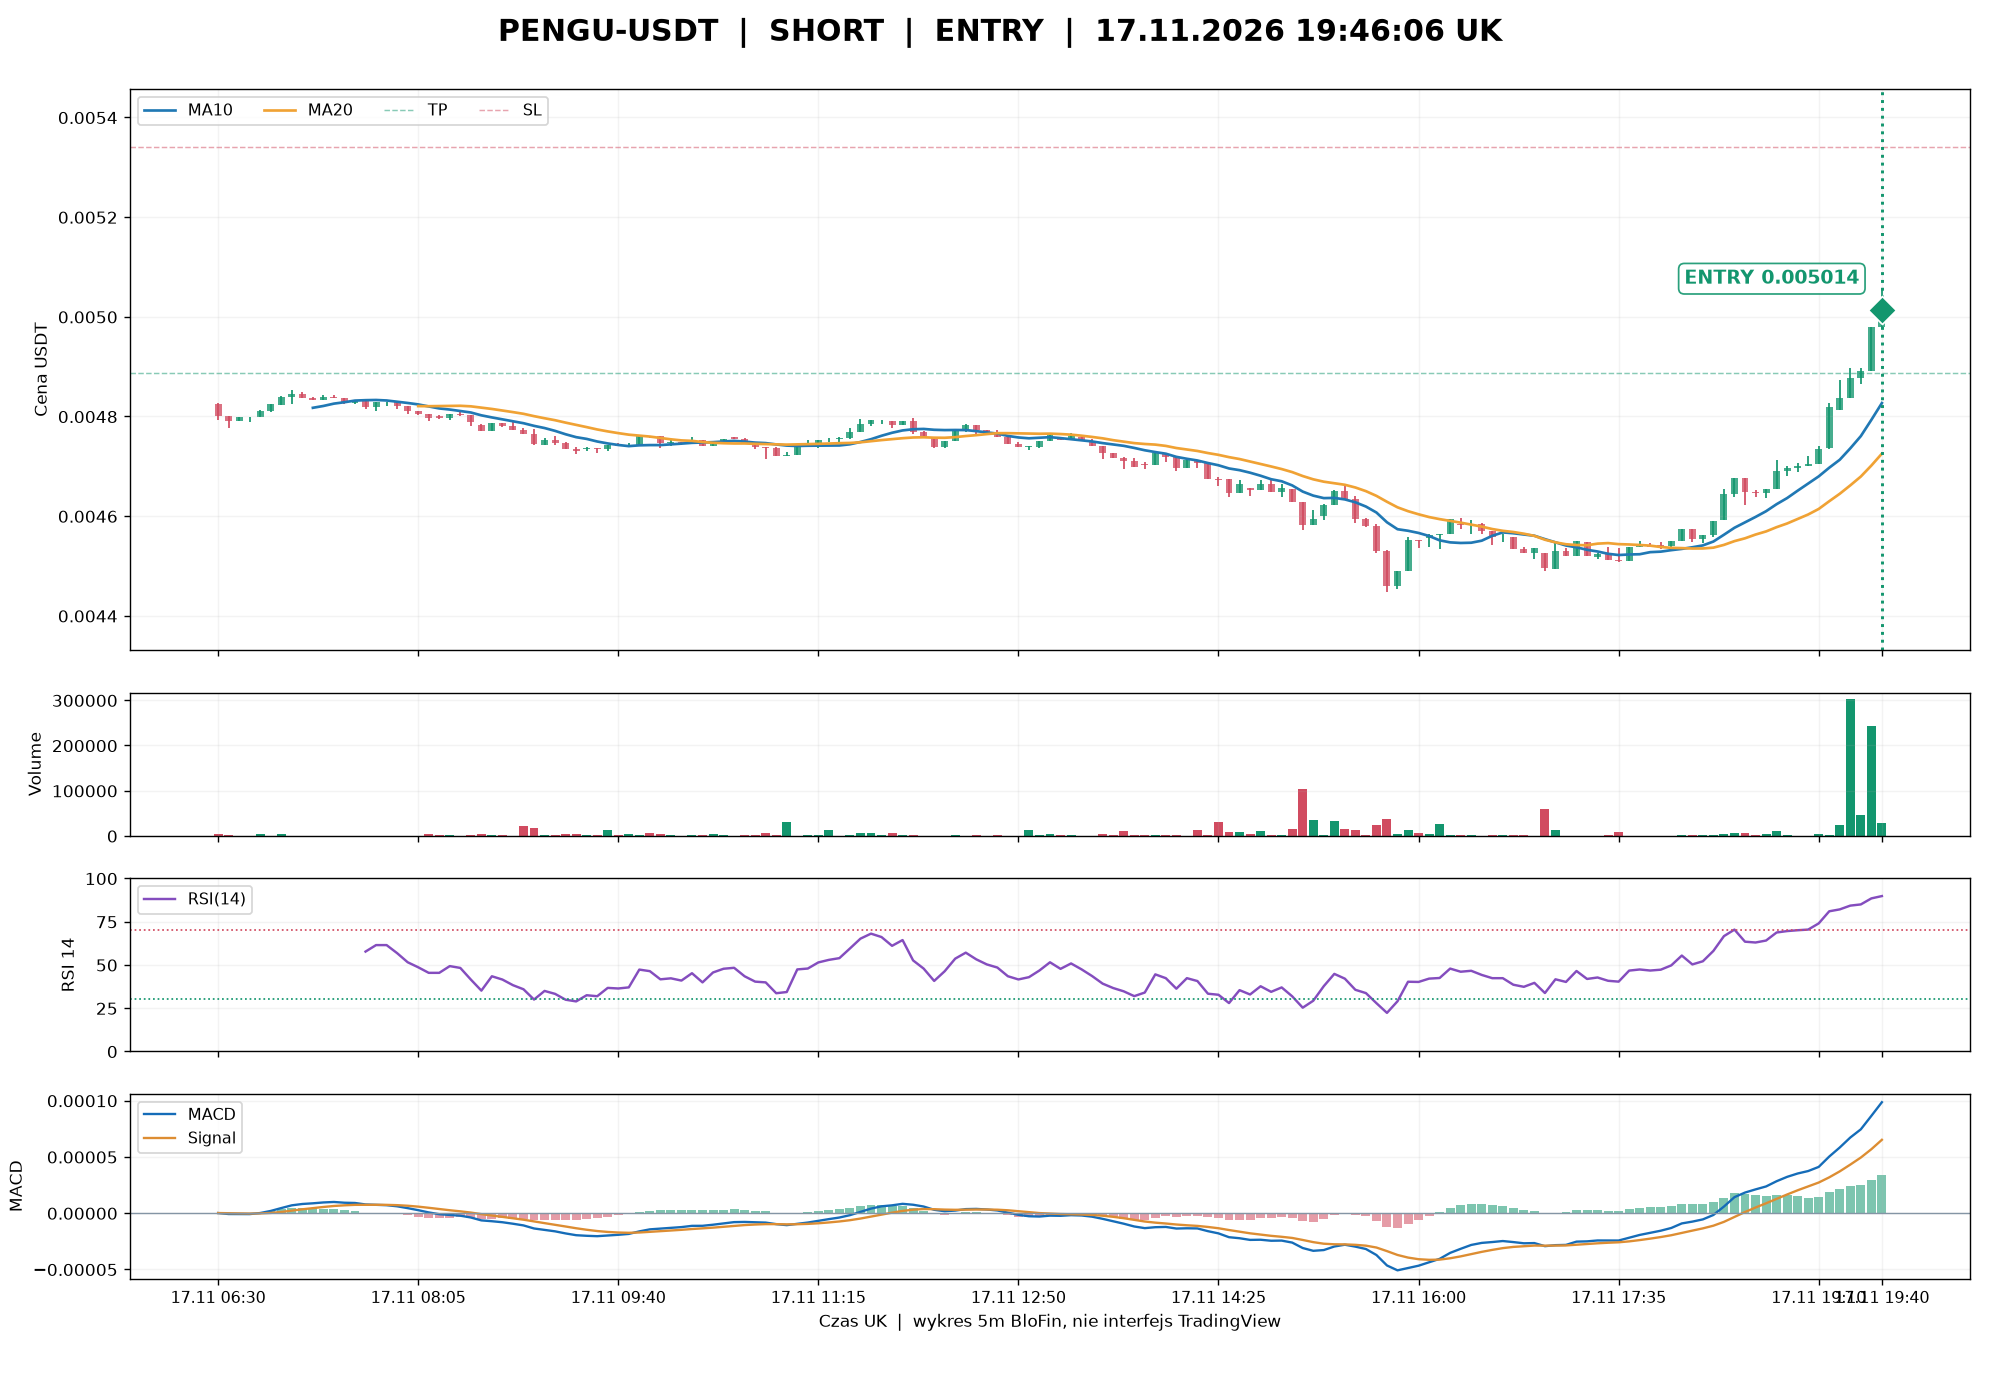 PENGU-USDT | SHORT | ENTRY | 17.11.2026 19:46:06 UK
MA10 MA20 TP SL
0.0054
0.0052
0.0050
0.0048
0.0046
0.0044
Cena USDT
ENTRY 0.005014
300000
200000
100000
0
Volume
RSI(14)
100
75
50
25
0
RSI 14
MACD
Signal
0.00010
0.00005
0.00000
−0.00005
MACD
17.11 06:30 17.11 08:05 17.11 09:40 17.11 11:15 17.11 12:50 17.11 14:25 17.11 16:00 17.11 17:35 17.11 19:10 17.11 19:40
Czas UK | wykres 5m BloFin, nie interfejs TradingView